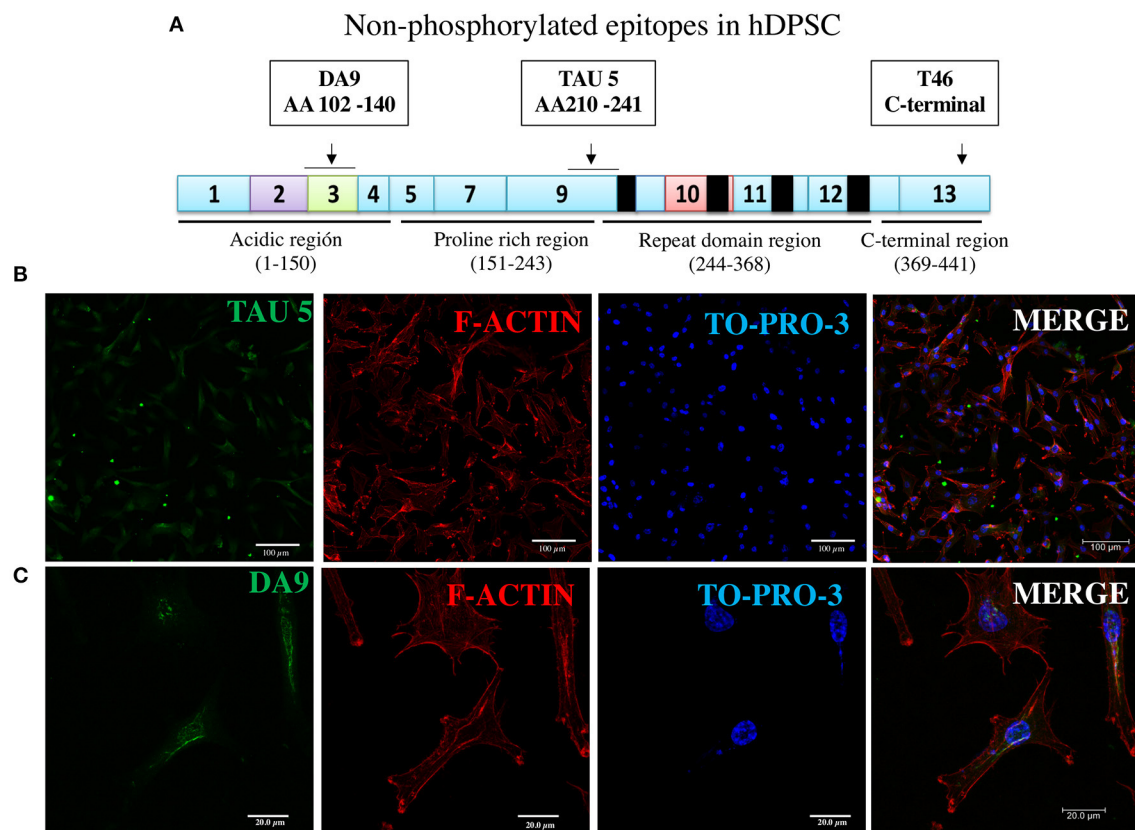 A
Non-phosphorylated epitopes in hDPSC
DA9
AA 102 -140
TAU 5
AA210 -241
T46
C-terminal
1 2 3 4 5 7 9 10 11 12 13
Acidic región
(1-150)
Proline rich region
(151-243)
Repeat domain region
(244-368)
C-terminal region
(369-441)
B
TAU 5
F-ACTIN
TO-PRO-3
MERGE
100 µm
100 µm
100 µm
100 µm
C
DA9
F-ACTIN
TO-PRO-3
MERGE
20.0 µm
20.0 µm
20.0 µm
20.0 µm